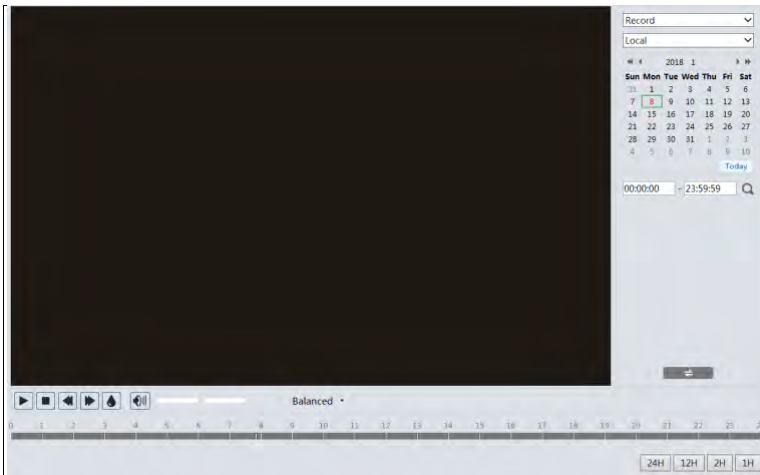 Record
Local
2018 1
Sun Mon Tue Wed Thu Fri Sat
31 1 2 3 4 5 6
7 8 9 10 11 12 13
14 15 16 17 18 19 20
21 22 23 24 25 26 27
28 29 30 31 1 2 3
4 5 6 7 8 9 10
Today
00:00:00 - 23:59:59
Balanced
0 1 2 3 4 5 6 7 8 9 10 11 12 13 14 15 16 17 18 19 20 21 22 23 2
24H 12H 2H 1H